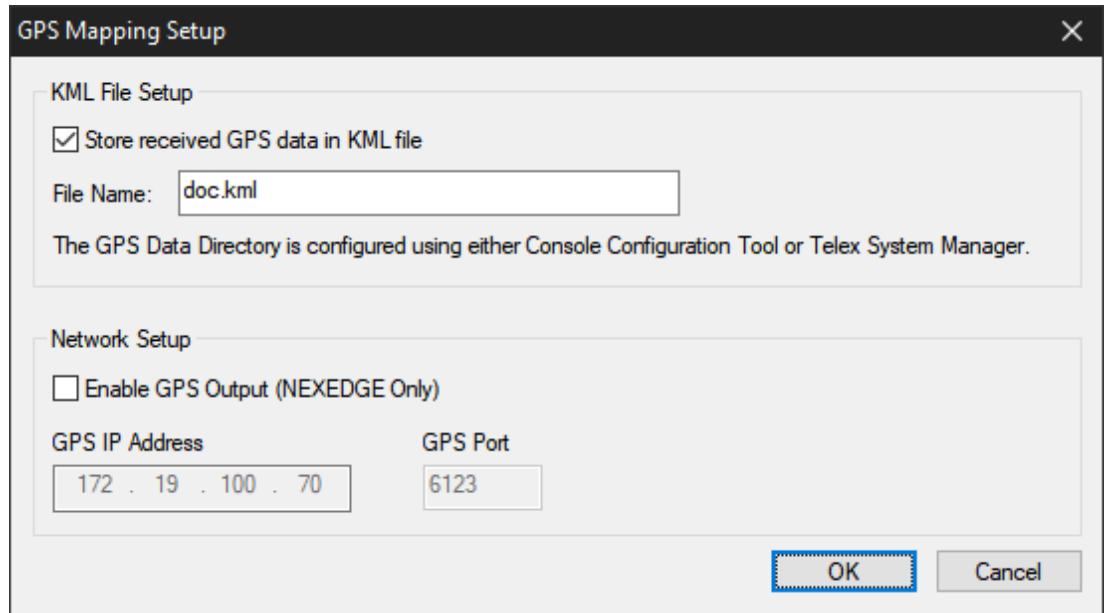 GPS Mapping Setup
KML File Setup
Store received GPS data in KML file
File Name: doc.kml
The GPS Data Directory is configured using either Console Configuration Tool or Telex System Manager.
Network Setup
Enable GPS Output (NEXEDGE Only)
GPS IP Address GPS Port
172 . 19 . 100 . 70 6123
OK Cancel